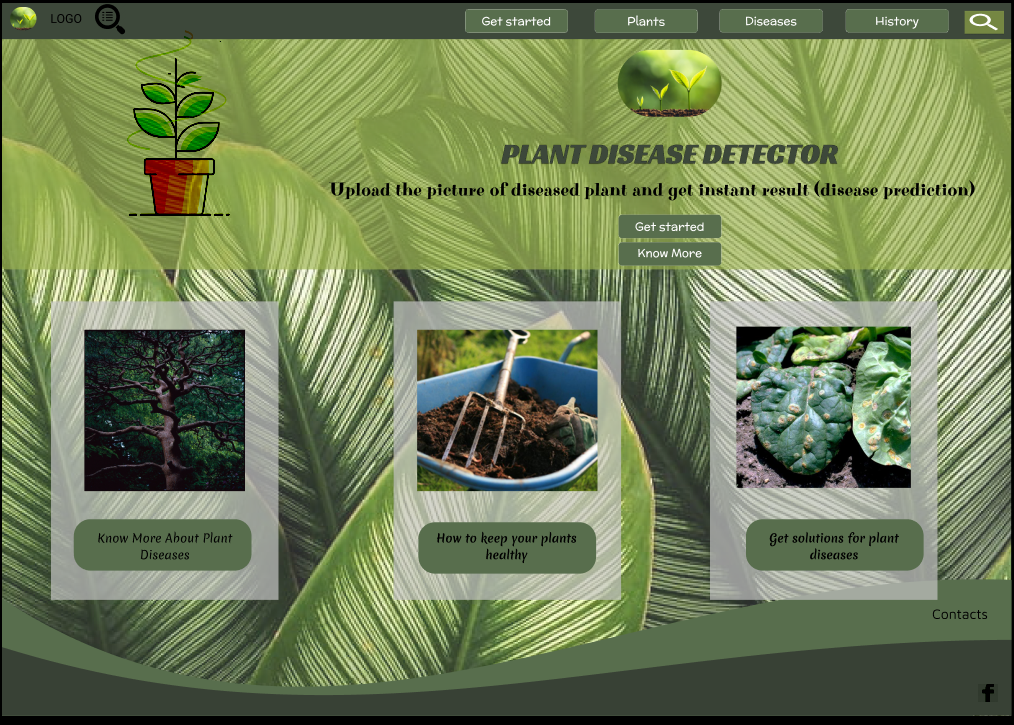 LOGO
Get started
Plants
Diseases
History
PLANT DISEASE DETECTOR
Upload the picture of diseased plant and get instant result (disease prediction)
Get started
Know More
Know More About Plant
Diseases
How to keep your plants
healthy
Get solutions for plant
diseases
Contacts
f